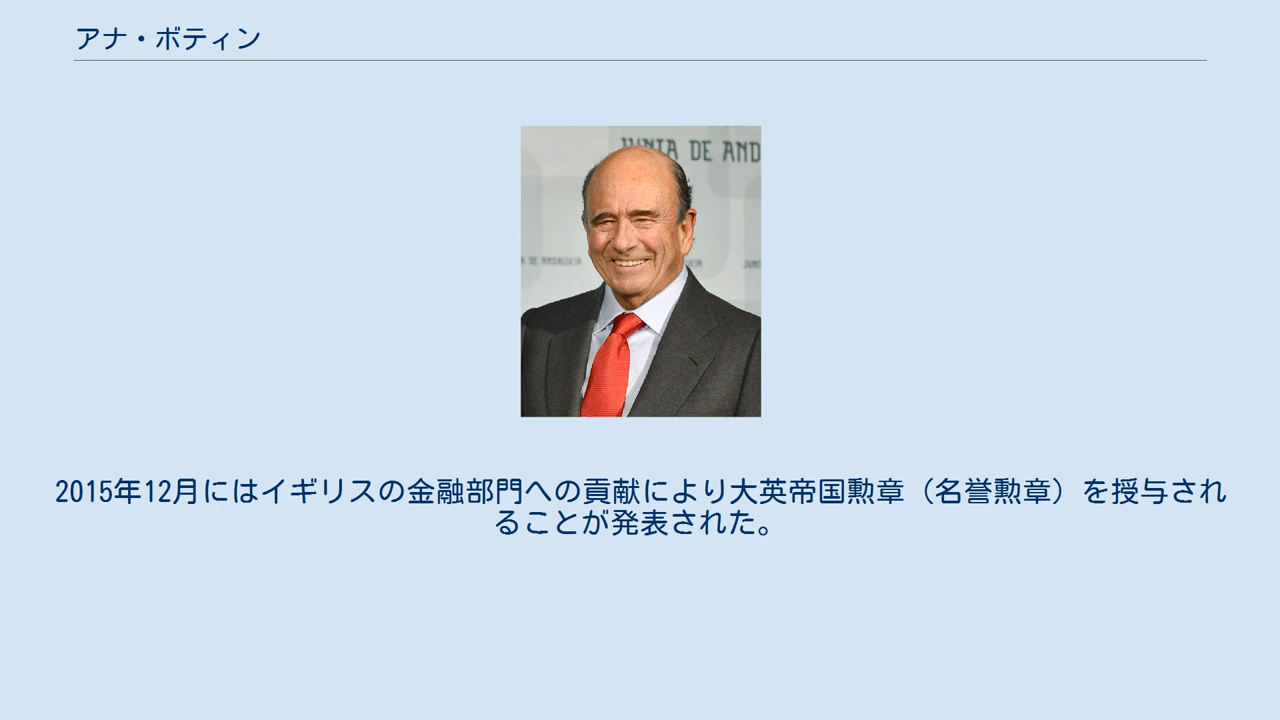 アナ・ボティン
JUNTA DE AND
A DE ANDALUCIA
JUN
2015年12月にはイギリスの金融部門への貢献により大英帝国勲章（名誉勲章）を授与され
ることが発表された。